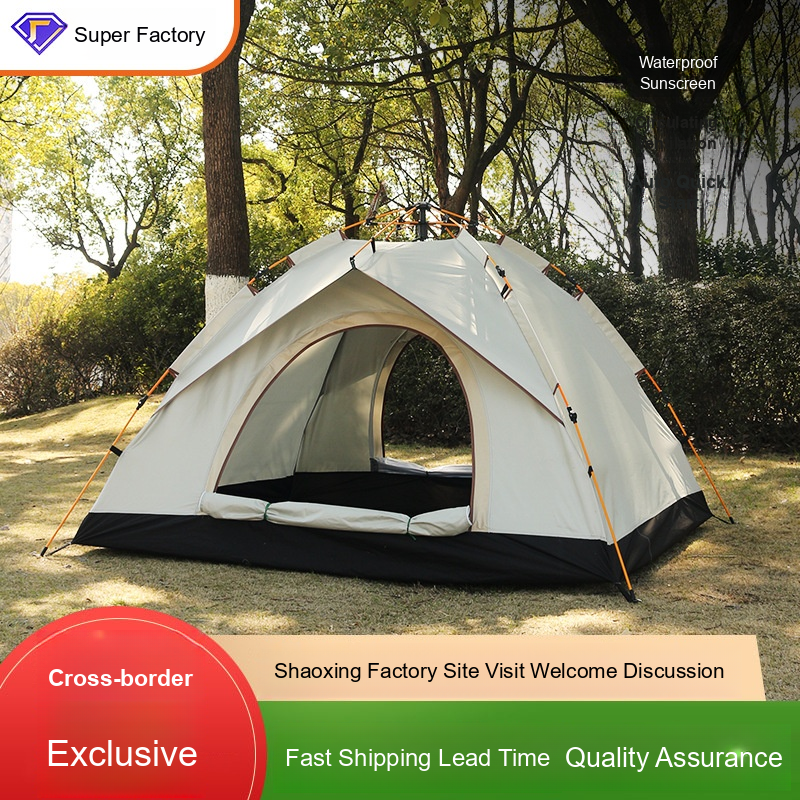 Super Factory
Waterproof
Sunscreen
Quick
Cross-border
Shaoxing Factory Site Visit Welcome Discussion
Exclusive
Fast Shipping Lead Time Quality Assurance